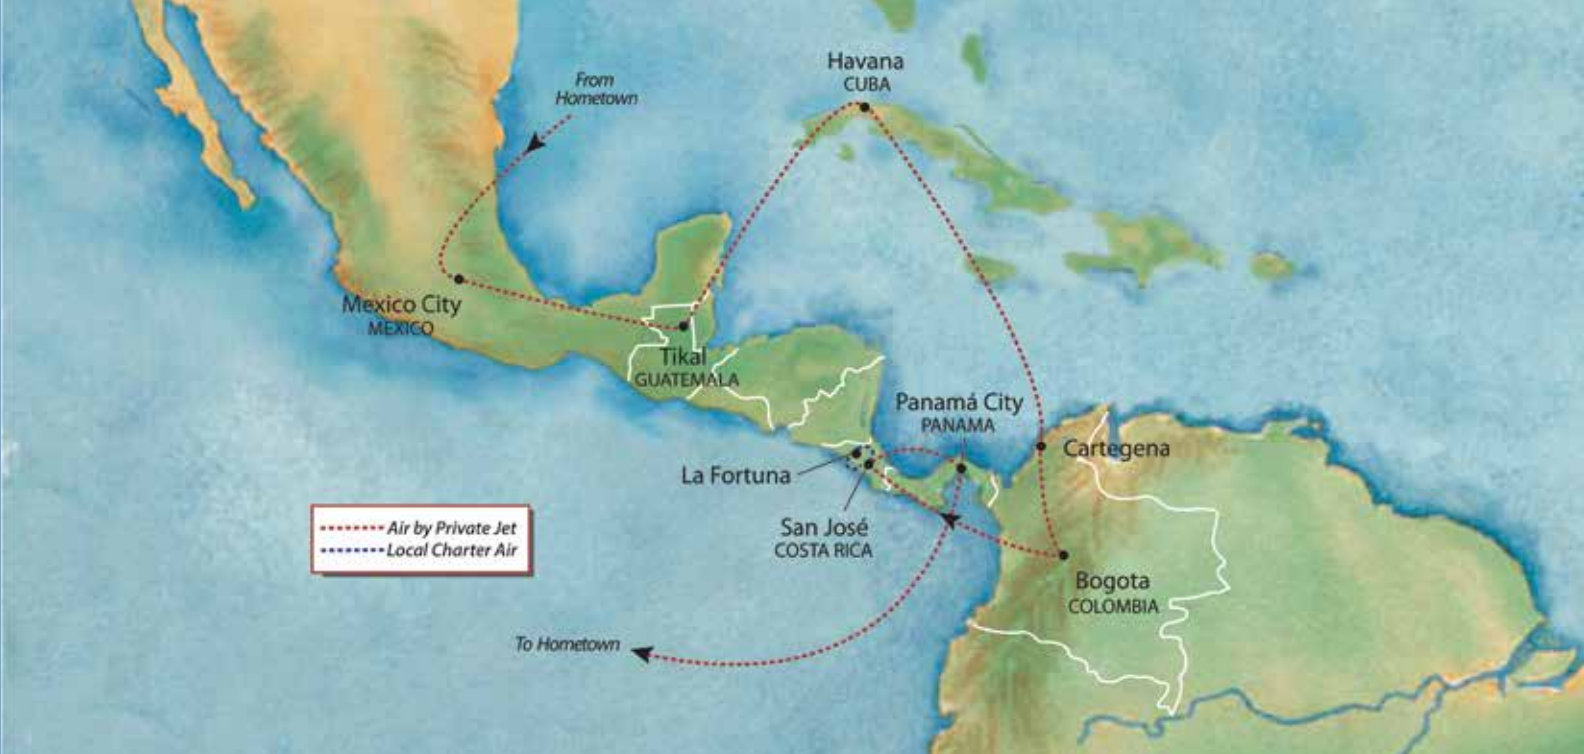 From
Hometown
Havana
CUBA
Mexico City
MEXICO
Tikal
GUATEMALA
Panamá City
PANAMA
Cartegena
La Fortuna
San José
COSTA RICA
Air by Private Jet
Local Charter Air
Bogota
COLOMBIA
To Hometown